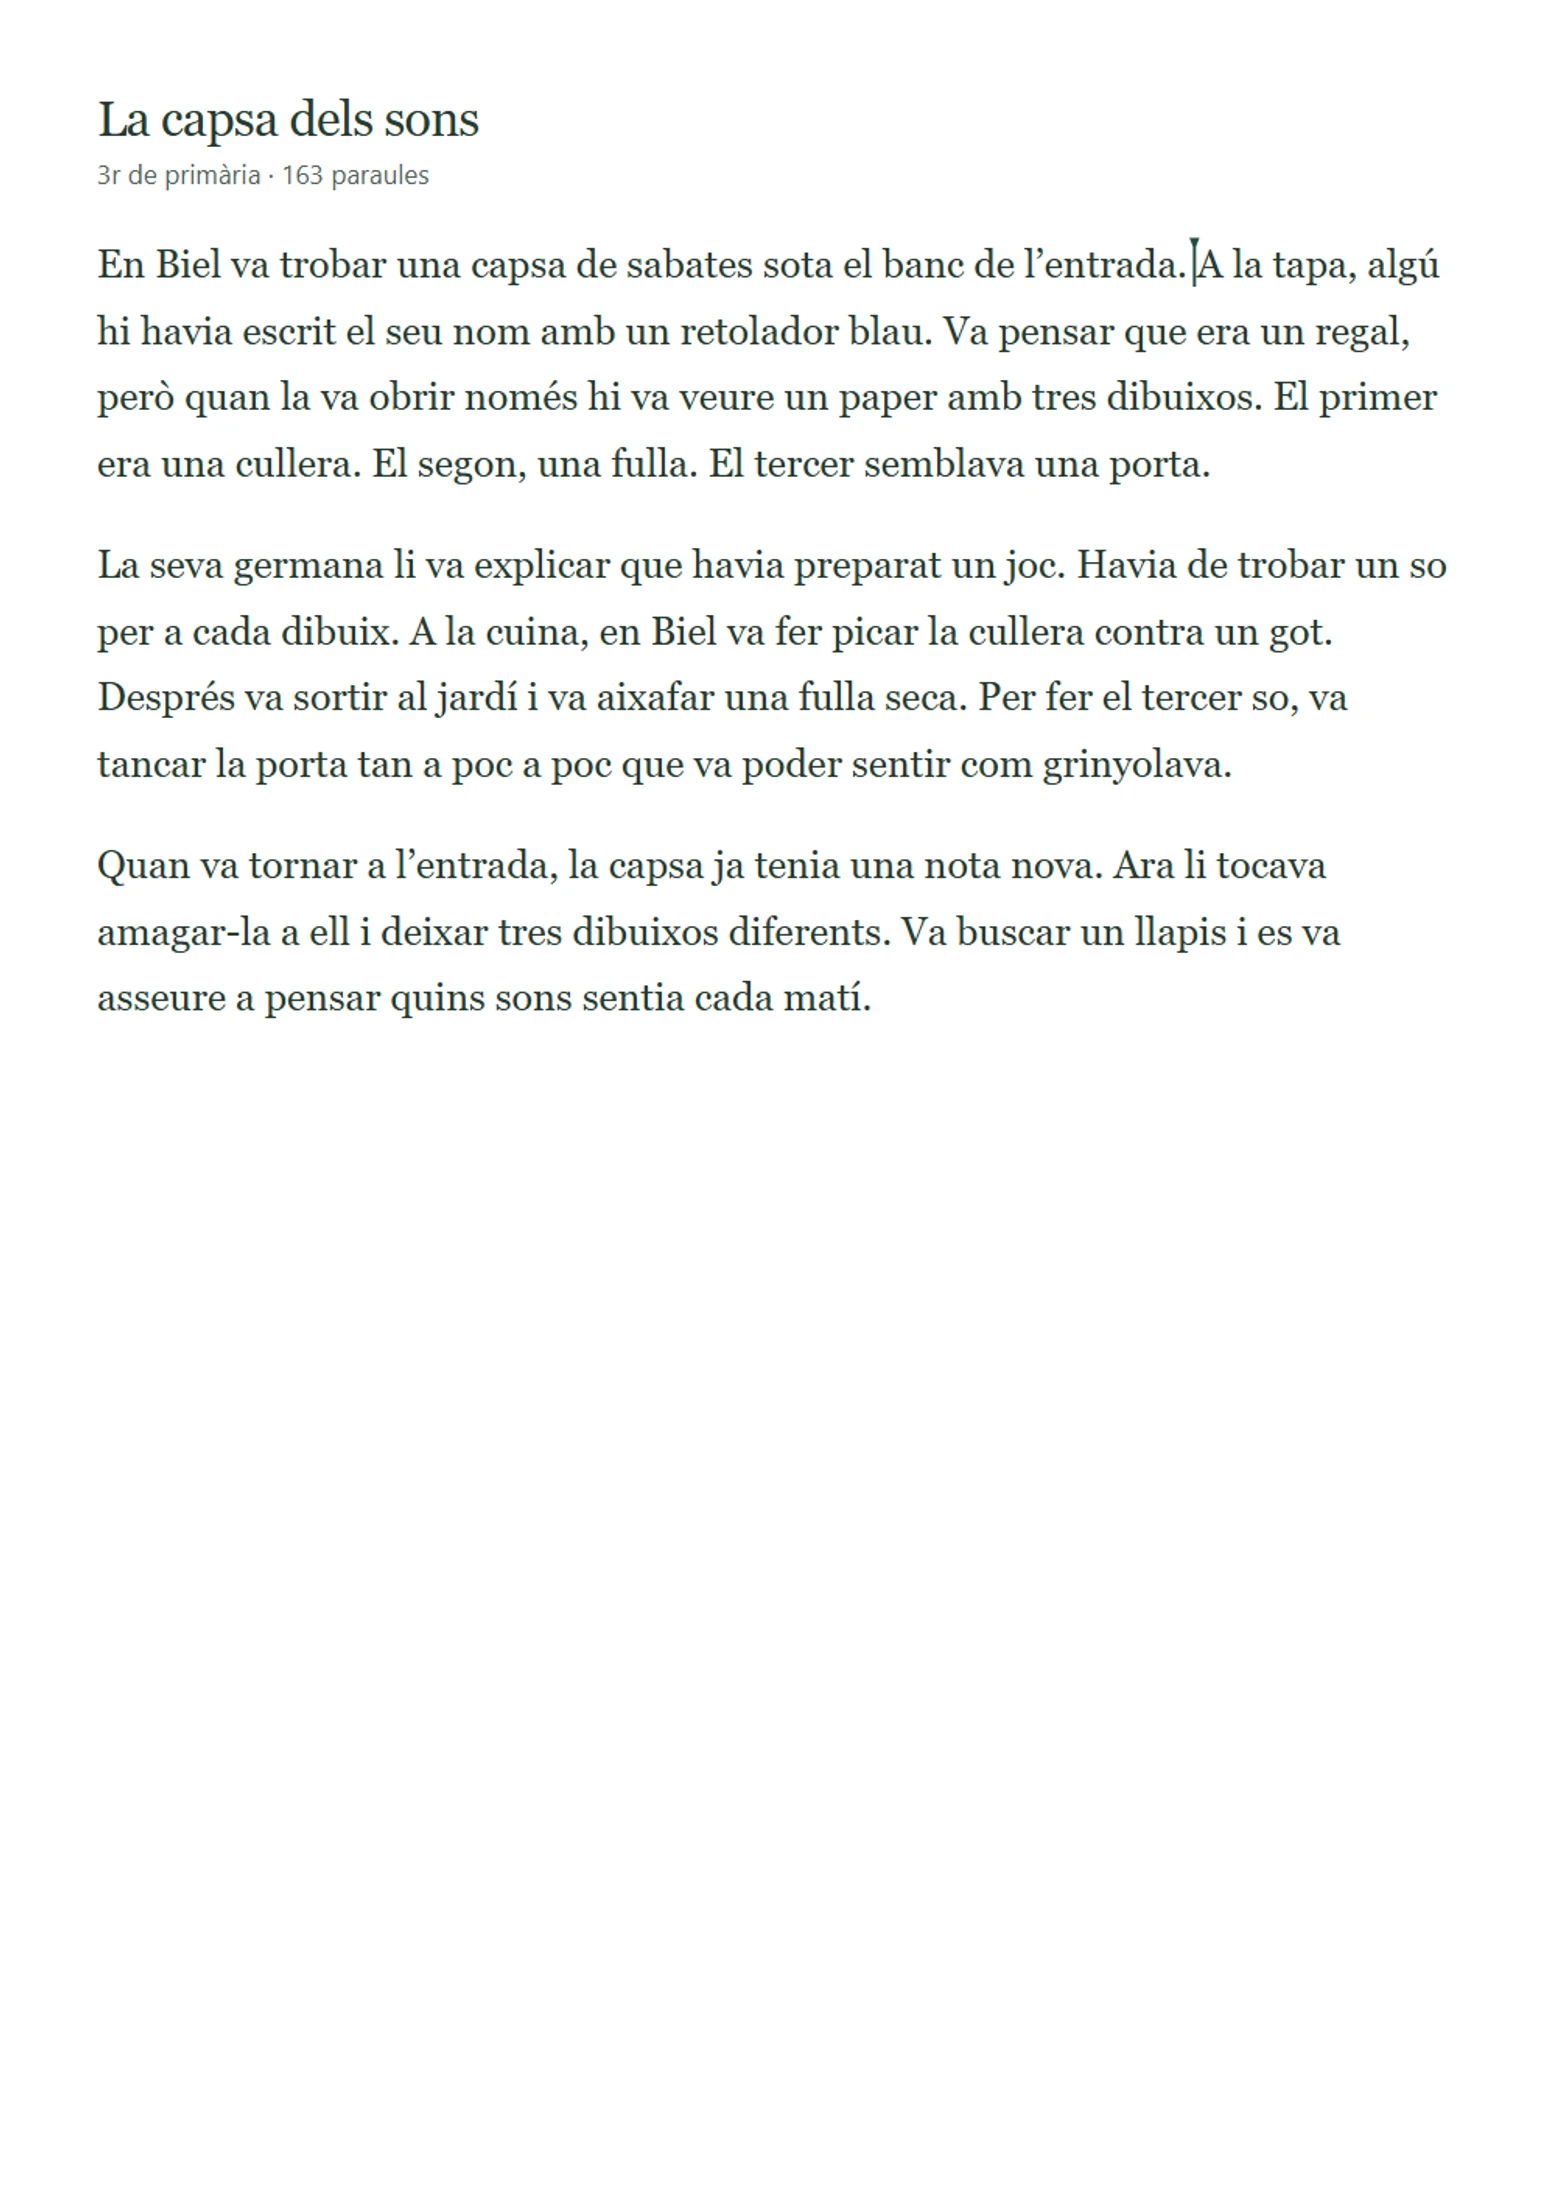 La capsa dels sons
3r de primària · 163 paraules
En Biel va trobar una capsa de sabates sota el banc de l’entrada. A la tapa, algú
hi havia escrit el seu nom amb un retolador blau. Va pensar que era un regal,
però quan la va obrir només hi va veure un paper amb tres dibuixos. El primer
era una cullera. El segon, una fulla. El tercer semblava una porta.
La seva germana li va explicar que havia preparat un joc. Havia de trobar un so
per a cada dibuix. A la cuina, en Biel va fer picar la cullera contra un got.
Després va sortir al jardí i va aixafar una fulla seca. Per fer el tercer so, va
tancar la porta tan a poc a poc que va poder sentir com grinyolava.
Quan va tornar a l’entrada, la capsa ja tenia una nota nova. Ara li tocava
amagar-la a ell i deixar tres dibuixos diferents. Va buscar un llapis i es va
asseure a pensar quins sons sentia cada matí.